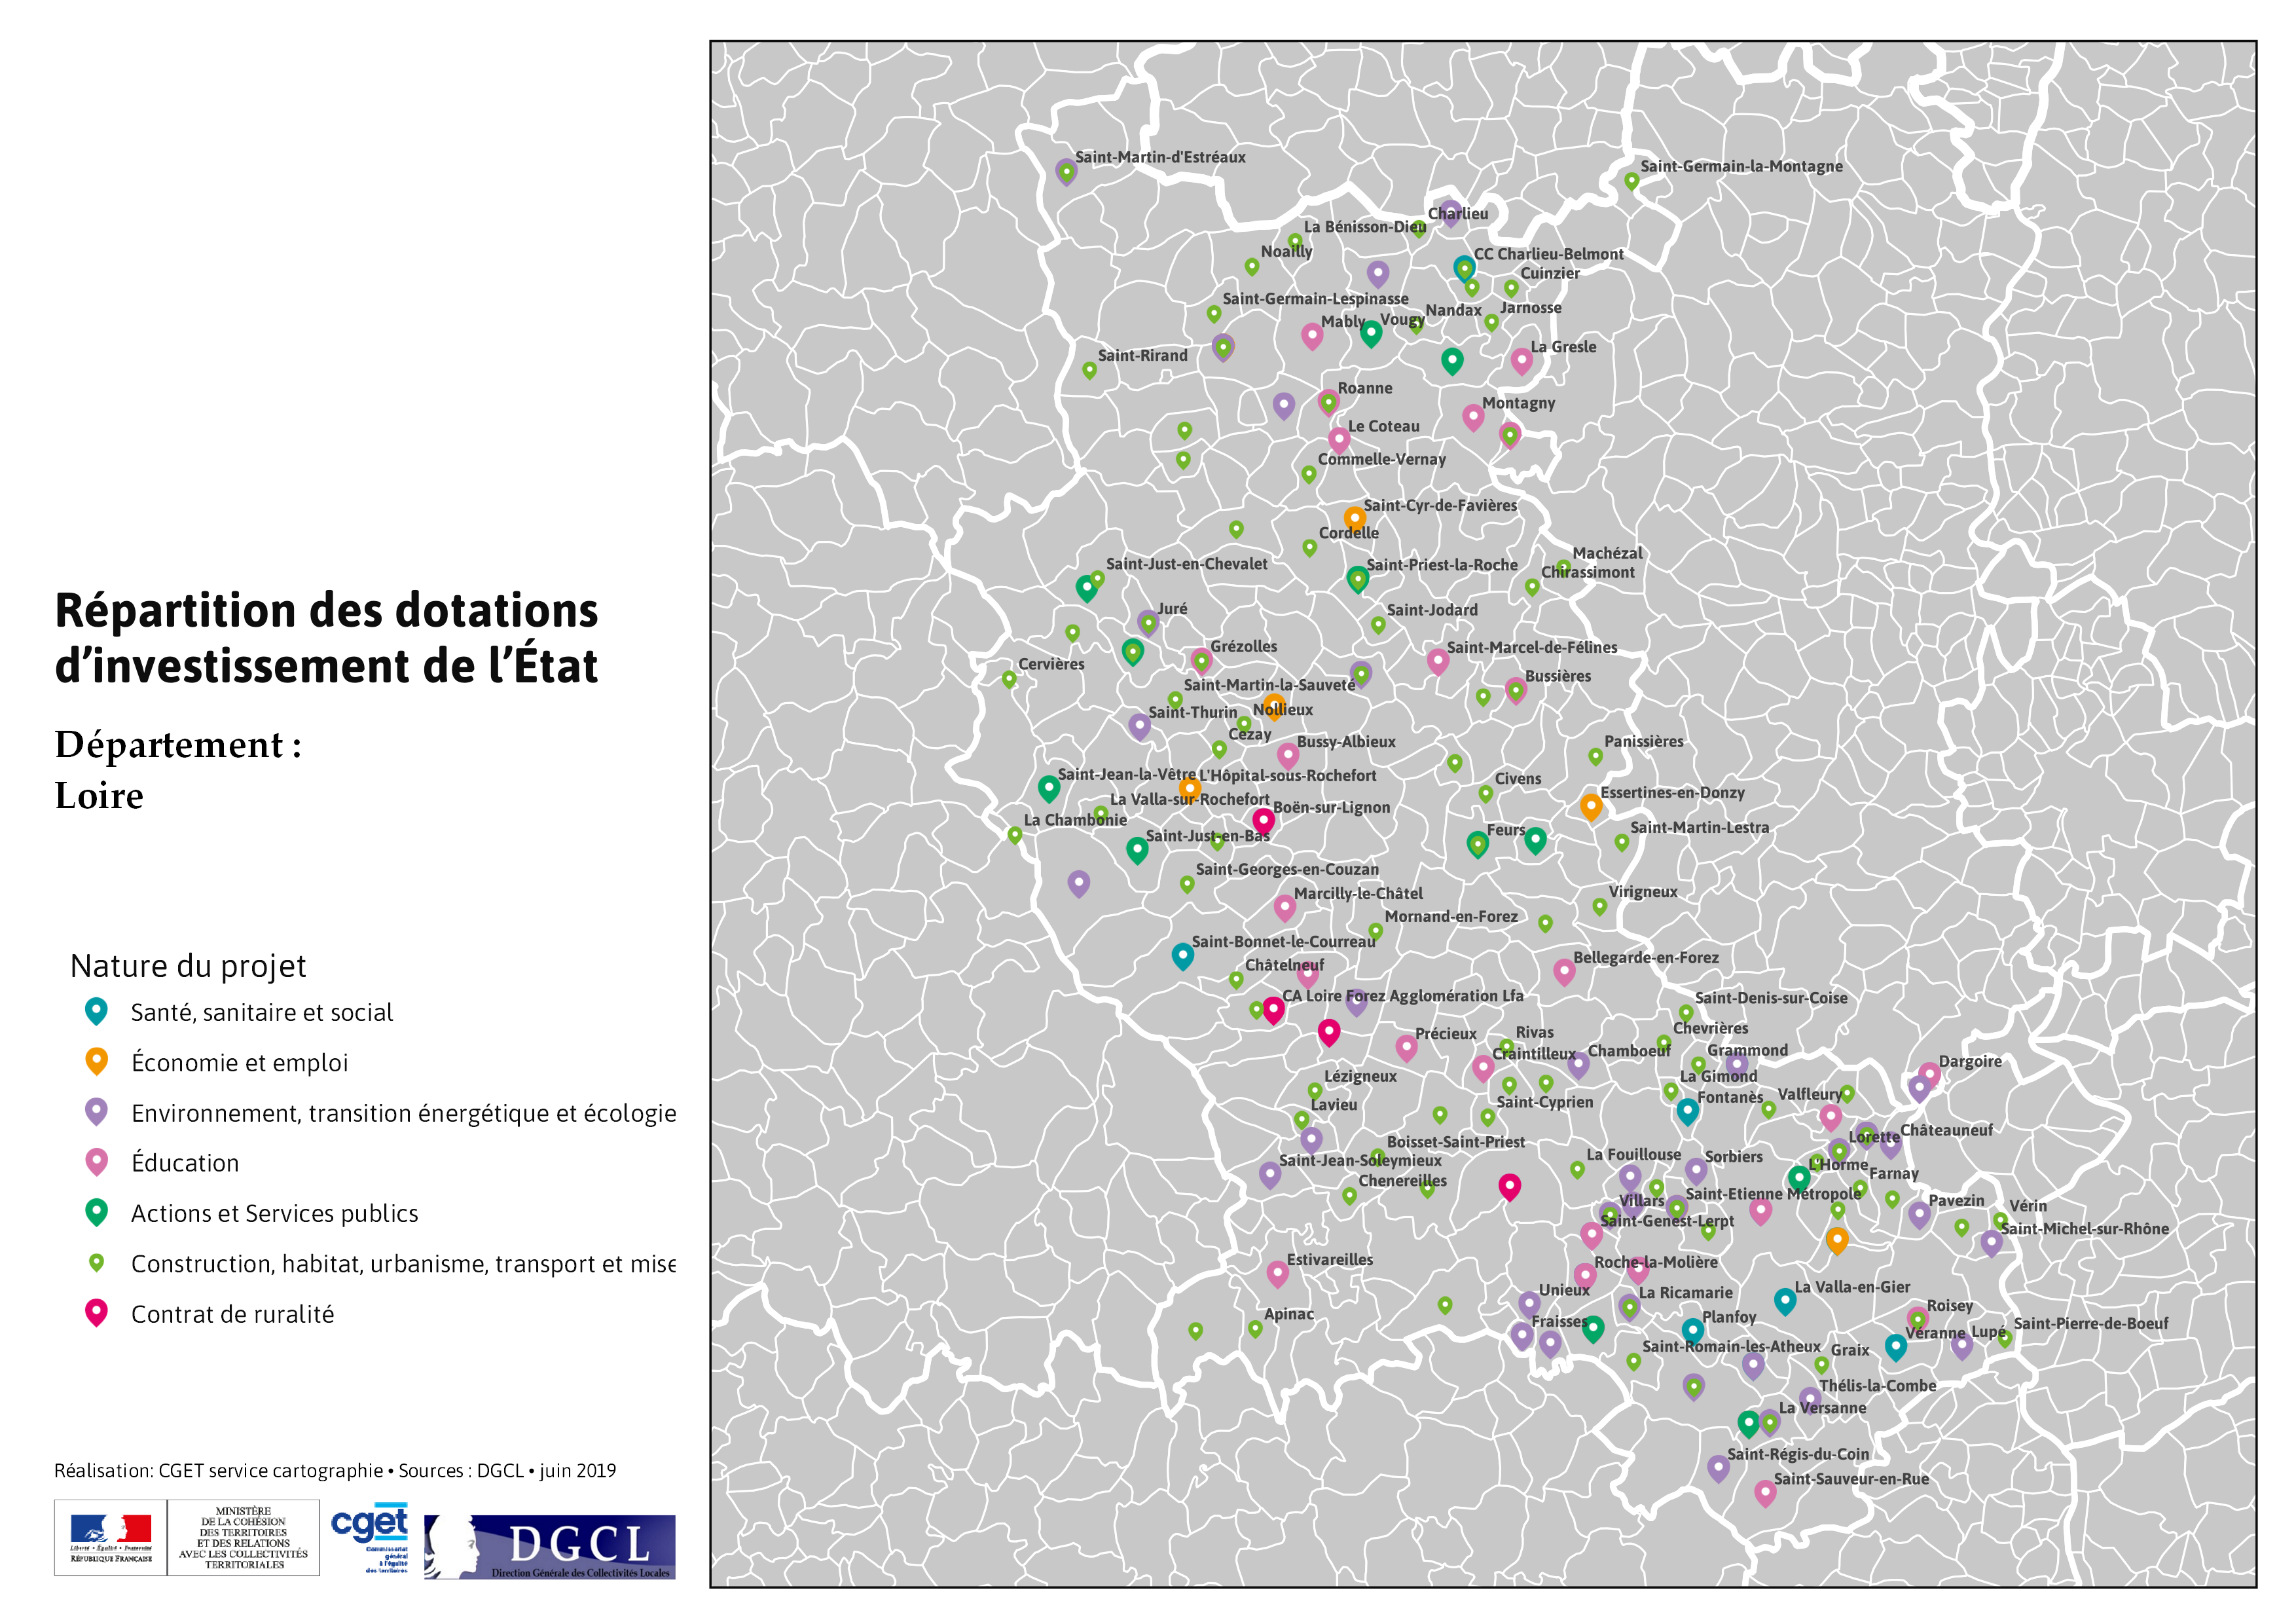 Répartition des dotations
d'investissement de l'État
Département :
Loire
Nature du projet
Santé, sanitaire et social
Économie et emploi
Environnement, transition énergétique et écologie
Éducation
Actions et Services publics
Construction, habitat, urbanisme, transport et mise
Contrat de ruralité
Réalisation: CGET service cartographie • Sources : DGCL • juin 2019
Liberté • Égalité • Fraternité
RÉPUBLIQUE FRANÇAISE
MINISTÈRE
DE LA COHÉSION
DES TERRITOIRES
ET DES RELATIONS
AVEC LES COLLECTIVITÉS
TERRITORIALES
cget
Commissariat
général
à l'égalité
des territoires
DGCL
Direction Générale des Collectivités Locales
Saint-Martin-d'Estréaux
Saint-Germain-la-Montagne
Charlieu
La Bénisson-Dieu
Noailly
CC Charlieu-Belmont
Cuinzier
Saint-Germain-Lespinasse
Jarnosse
Nandax
Mably
Vougy
La Gresle
Saint-Rirand
Roanne
Montagny
Le Coteau
Commelle-Vernay
Saint-Cyr-de-Favières
Cordelle
Machézal
Saint-Just-en-Chevalet
Saint-Priest-la-Roche
Chirassimont
Juré
Saint-Jodard
Grézolles
Saint-Marcel-de-Félines
Cervières
Bussières
Saint-Martin-la-Sauveté
Saint-Thurin
Nollieux
Cezay
Bussy-Albieux
Panissières
Saint-Jean-la-Vêtre
L'Hôpital-sous-Rochefort
Civens
Essertines-en-Donzy
La Valla-sur-Rochefort
Boën-sur-Lignon
La Chambonie
Saint-Just-en-Bas
Feurs
Saint-Martin-Lestra
Saint-Georges-en-Couzan
Marcilly-le-Châtel
Virigneux
Mornand-en-Forez
Saint-Bonnet-le-Courreau
Bellegarde-en-Forez
Châtelneuf
CA Loire Forez Agglomération Lfa
Saint-Denis-sur-Coise
Chevrières
Précieux
Rivas
Craintilleux
Chamboeuf
Grammond
Dargoire
Lézigneux
La Gimond
Lavieu
Saint-Cyprien
Fontanès
Valfleury
Châteauneuf
Lorette
Boisset-Saint-Priest
La Fouillouse
Sorbiers
Saint-Jean-Soleymieux
L'Horme
Farnay
Chenereilles
Villars
Saint-Etienne Métropole
Pavezin
Vérin
Saint-Genest-Lerpt
Saint-Michel-sur-Rhône
Estivareilles
Roche-la-Molière
Unieux
La Ricamarie
La Valla-en-Gier
Apinac
Fraisses
Planfoy
Roisey
Saint-Pierre-de-Boeuf
Véranne
Lupé
Saint-Romain-les-Atheux
Graix
Thélis-la-Combe
La Versanne
Saint-Régis-du-Coin
Saint-Sauveur-en-Rue